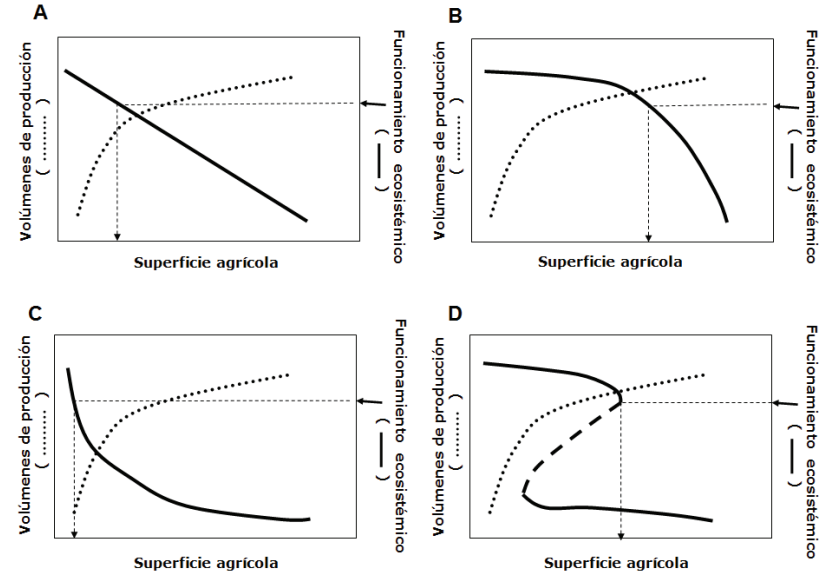 A
Volúmenes de producción
( ....... )
Funcionamiento ecosistémico
( — )
Superficie agrícola
B
Volúmenes de producción
( ....... )
Funcionamiento ecosistémico
( — )
Superficie agrícola
C
Volúmenes de producción
( ....... )
Funcionamiento ecosistémico
( — )
Superficie agrícola
D
Volúmenes de producción
( ....... )
Funcionamiento ecosistémico
( — )
Superficie agrícola